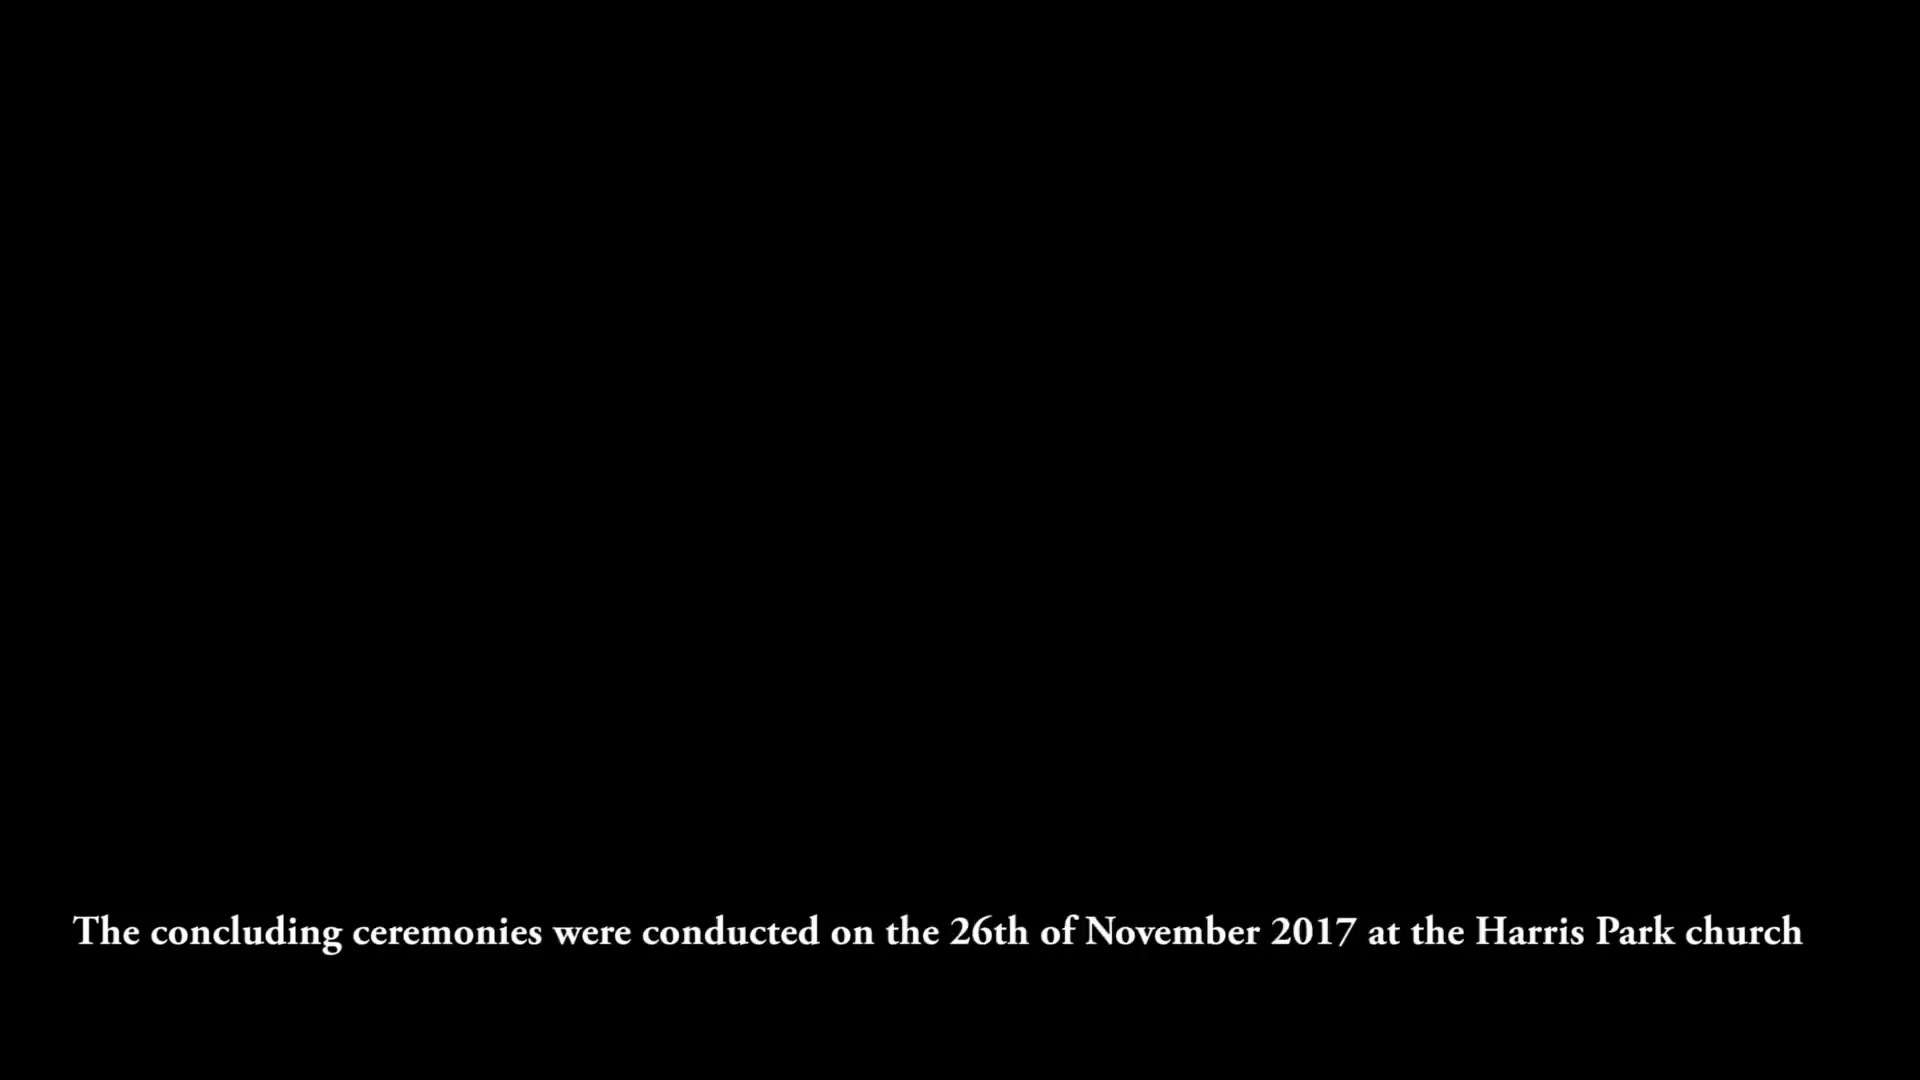 The concluding ceremonies were conducted on the 26th of November 2017 at the Harris Park church